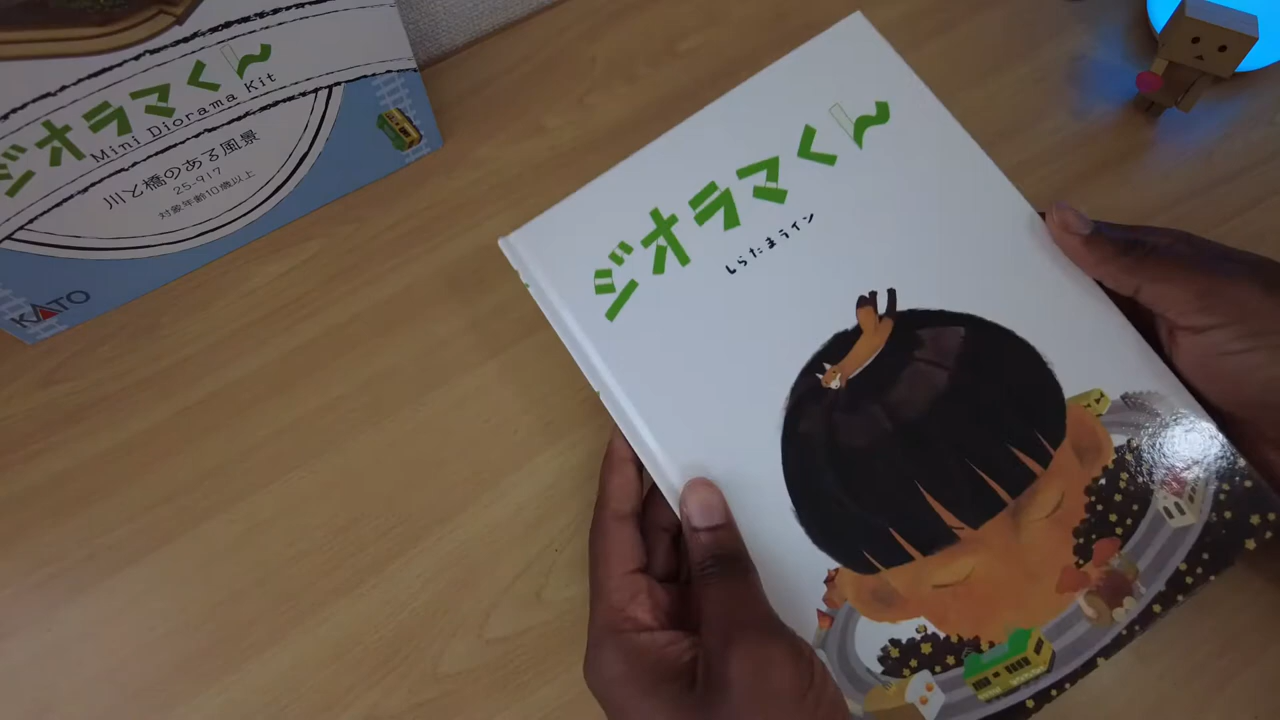 ジオラマくん
Mini Diorama Kit
川と橋のある風景
25-917
対象年齢10歳以上
KATO
ジオラマくん
しらたまライン